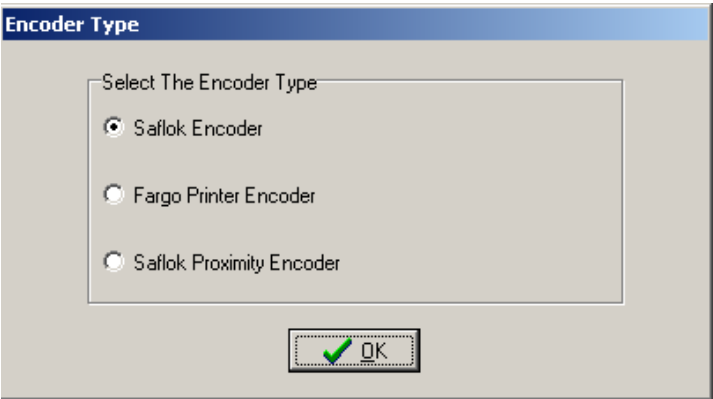 Encoder Type
Select The Encoder Type
Saflok Encoder
Fargo Printer Encoder
Saflok Proximity Encoder
OK